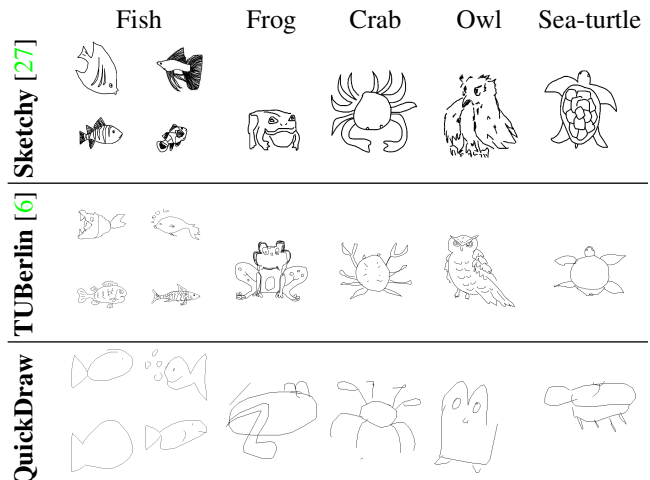 Fish Frog Crab Owl Sea-turtle
Sketchy [27]
TUBerlin [6]
QuickDraw